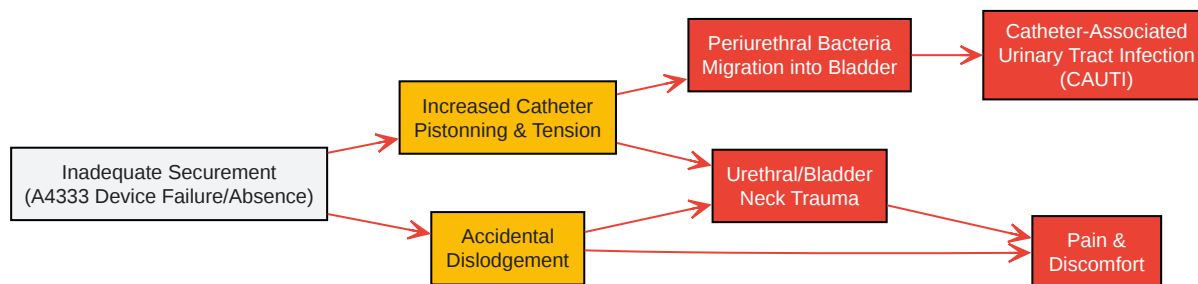 Periurethral Bacteria
Migration into Bladder
Catheter-Associated
Urinary Tract Infection
(CAUTI)
Increased Catheter
Pistonning & Tension
Inadequate Securement
(A4333 Device Failure/Absence)
Urethral/Bladder
Neck Trauma
Accidental
Dislodgement
Pain &
Discomfort